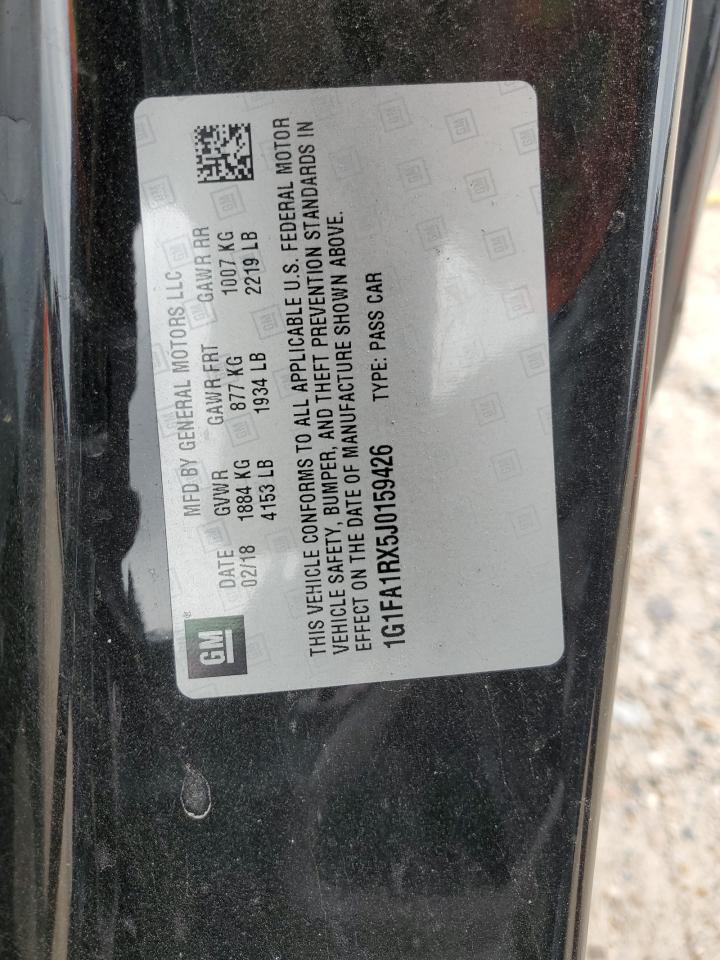 GM ®
MFD BY GENERAL MOTORS LLC
DATE GVWR GAWR FRT GAWR RR
02/18 1884 KG 877 KG 1007 KG
4153 LB 1934 LB 2219 LB
THIS VEHICLE CONFORMS TO ALL APPLICABLE U.S. FEDERAL MOTOR
VEHICLE SAFETY, BUMPER, AND THEFT PREVENTION STANDARDS IN
EFFECT ON THE DATE OF MANUFACTURE SHOWN ABOVE.
1G1FA1RX5J0159426 TYPE: PASS CAR